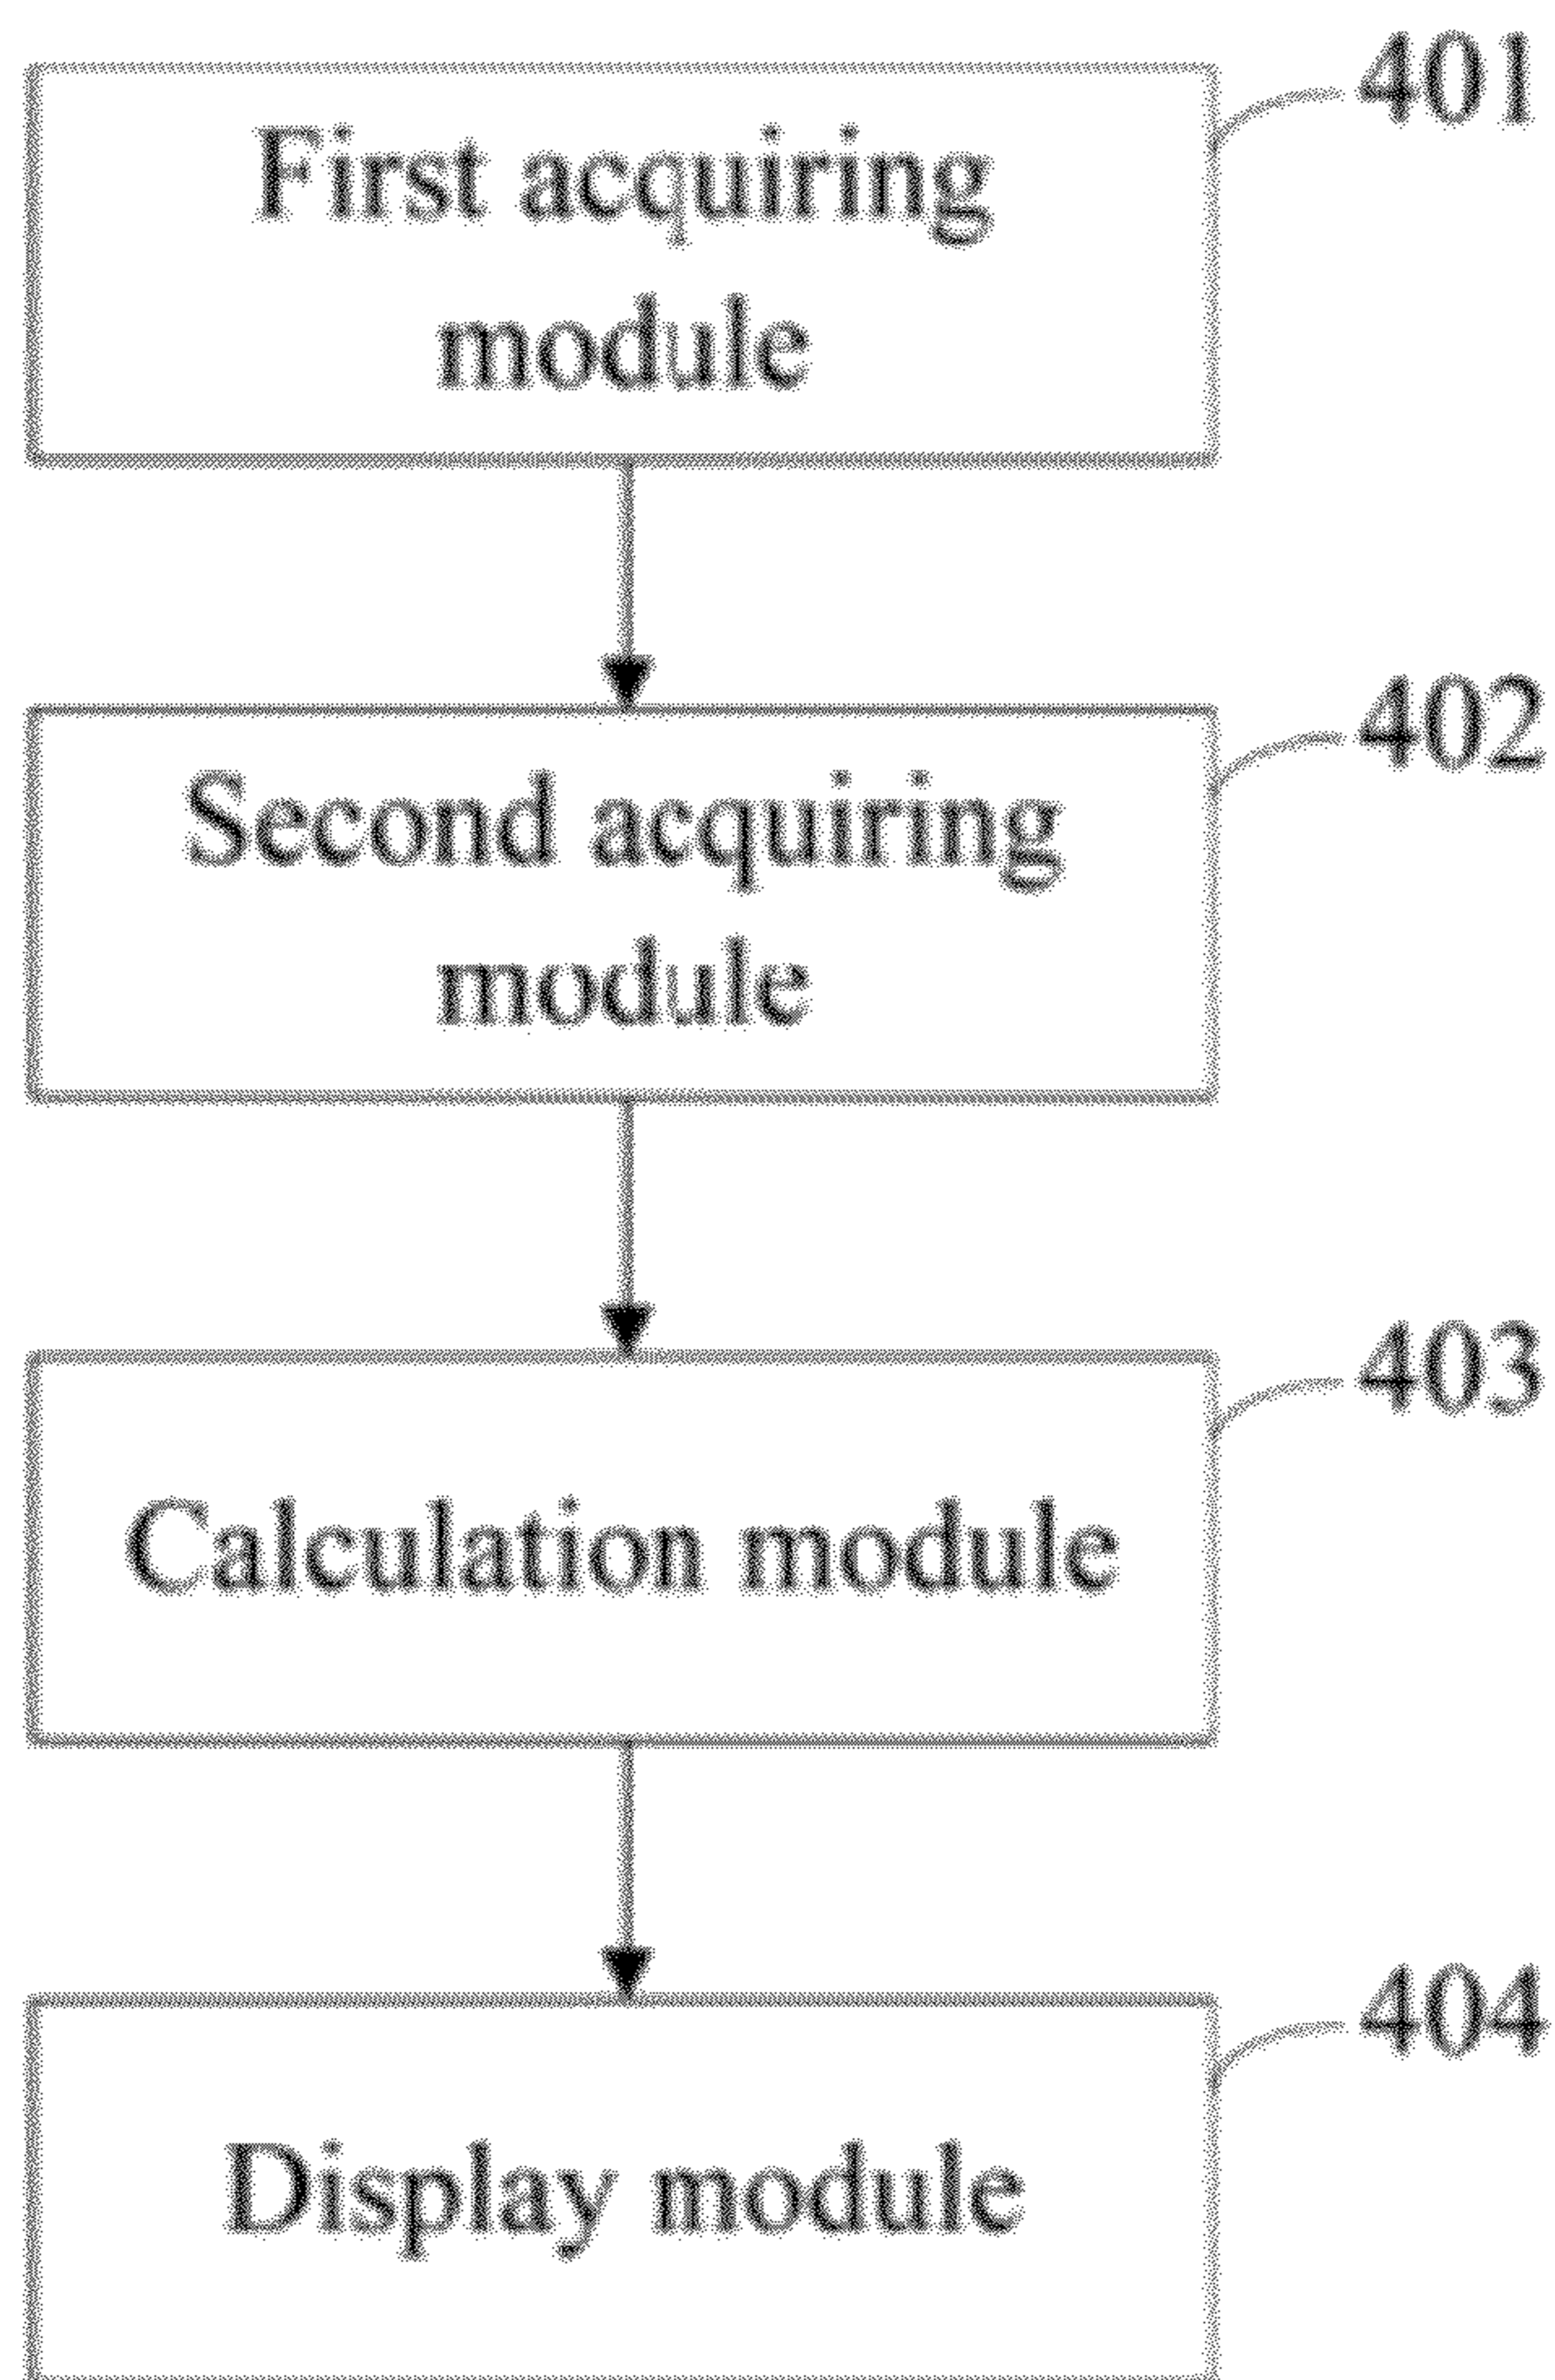 401
First acquiring
module
402
Second acquiring
module
403
Calculation module
404
Display module